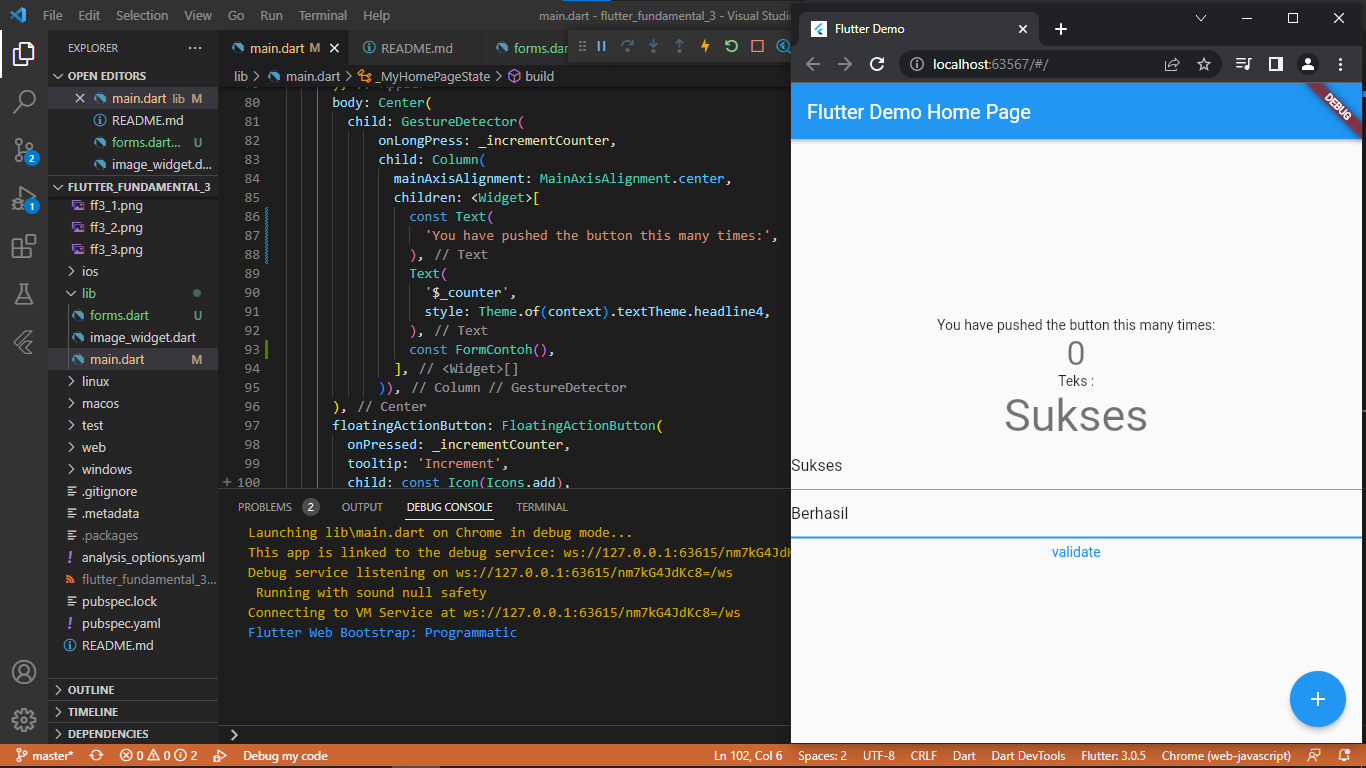 File Edit Selection View Go Run Terminal Help main.dart - flutter_fundamental_3 - Visual Studio
EXPLORER
OPEN EDITORS
main.dart lib M
README.md
forms.dart... U
image_widget.d...
FLUTTER_FUNDAMENTAL_3
ff3_1.png
ff3_2.png
ff3_3.png
ios
lib
forms.dart U
image_widget.dart
main.dart M
linux
macos
test
web
windows
.gitignore
.metadata
.packages
analysis_options.yaml
flutter_fundamental_3...
pubspec.lock
pubspec.yaml
README.md
OUTLINE
TIMELINE
DEPENDENCIES
2
1
main.dart M README.md forms.dar
lib > main.dart > _MyHomePageState > build
80 body: Center(
81 child: GestureDetector(
82 onLongPress: _incrementCounter,
83 child: Column(
84 mainAxisAlignment: MainAxisAlignment.center,
85 children: <Widget>[
86 const Text(
87 'You have pushed the button this many times:',
88 ), // Text
89 Text(
90 '$_counter',
91 style: Theme.of(context).textTheme.headline4,
92 ), // Text
93 const FormContoh(),
94 ], // <Widget>[]
95 )), // Column // GestureDetector
96 ), // Center
97 floatingActionButton: FloatingActionButton(
98 onPressed: _incrementCounter,
99 tooltip: 'Increment',
100 child: const Icon(Icons.add),
PROBLEMS 2 OUTPUT DEBUG CONSOLE TERMINAL
Launching lib\main.dart on Chrome in debug mode...
This app is linked to the debug service: ws://127.0.0.1:63615/nm7kG4JdK
Debug service listening on ws://127.0.0.1:63615/nm7kG4JdKc8=/ws
Running with sound null safety
Connecting to VM Service at ws://127.0.0.1:63615/nm7kG4JdKc8=/ws
Flutter Web Bootstrap: Programmatic
Flutter Demo
localhost:63567/#/
Flutter Demo Home Page
DEBUG
You have pushed the button this many times:
0
Teks :
Sukses
Sukses
Berhasil
validate
master* 0 0 2 Debug my code Ln 102, Col 6 Spaces: 2 UTF-8 CRLF Dart Dart DevTools Flutter: 3.0.5 Chrome (web-javascript)